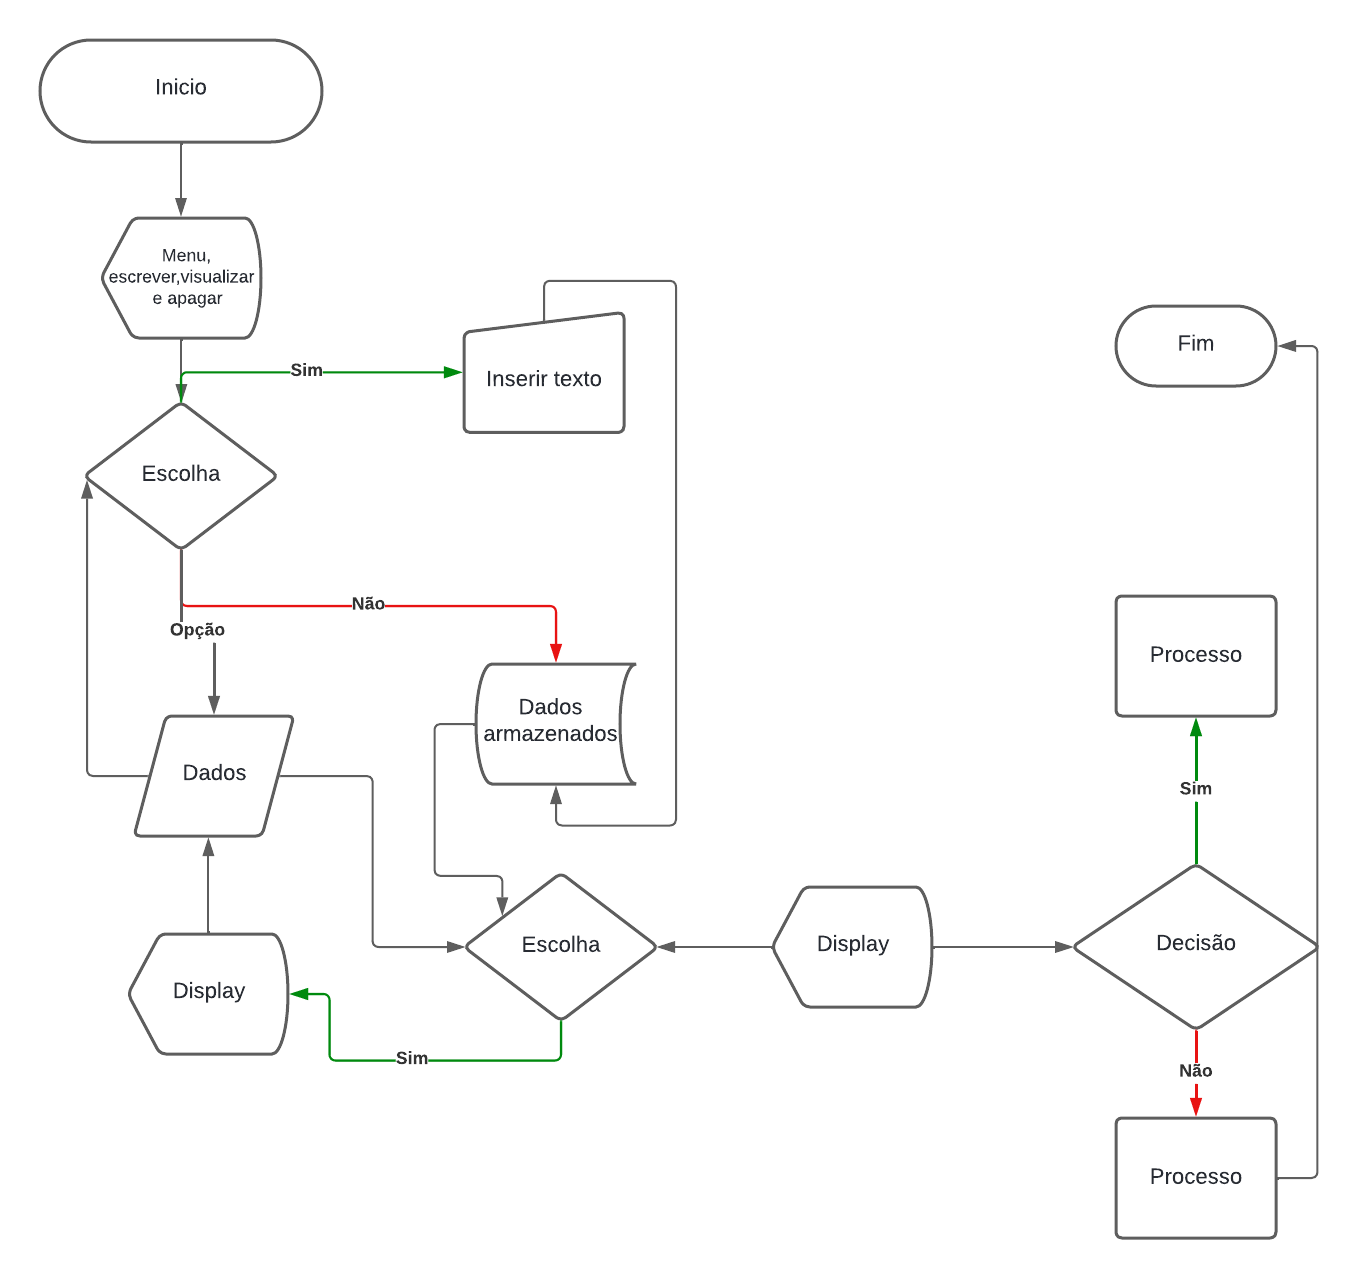 Inicio
Menu,
escrever,visualizar
e apagar
Sim
Inserir texto
Fim
Escolha
Não
Opção
Processo
Dados
armazenados
Dados
Sim
Escolha
Display
Decisão
Display
Sim
Não
Processo